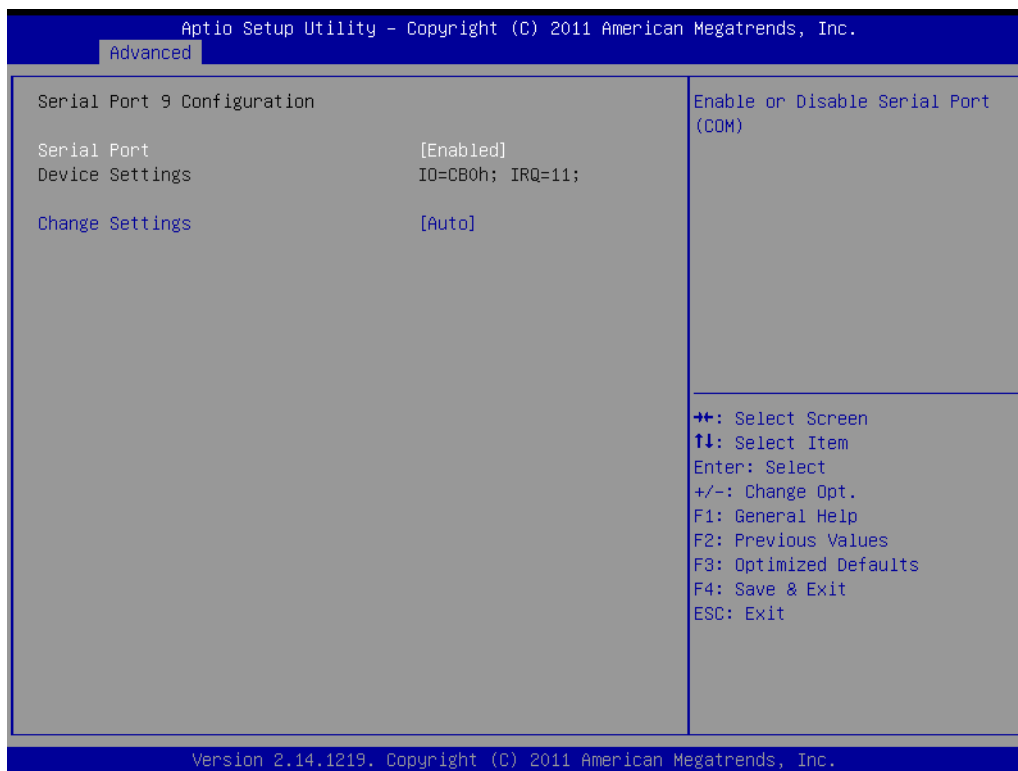 Aptio Setup Utility – Copyright (C) 2011 American Megatrends, Inc.
Advanced
Serial Port 9 Configuration
Serial Port [Enabled]
Device Settings IO=CB0h; IRQ=11;
Change Settings [Auto]
Enable or Disable Serial Port
(COM)
→←: Select Screen
↑↓: Select Item
Enter: Select
+/-: Change Opt.
F1: General Help
F2: Previous Values
F3: Optimized Defaults
F4: Save & Exit
ESC: Exit
Version 2.14.1219. Copyright (C) 2011 American Megatrends, Inc.